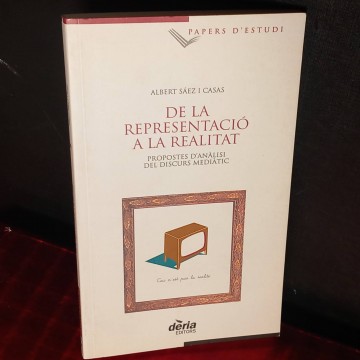 PAPERS D'ESTUDI
ALBERT SÁEZ I CASAS
DE LA
REPRESENTACIÓ
A LA REALITAT
PROPOSTES D'ANÀLISI
DEL DISCURS MEDIÀTIC
dèria
EDITORS